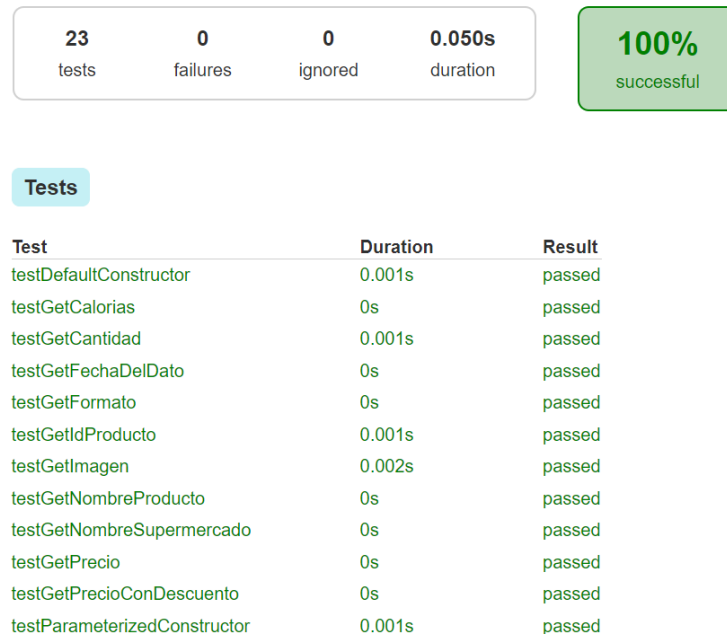 23 0 0 0.050s
tests failures ignored duration
100%
successful
Tests
Test Duration Result
testDefaultConstructor 0.001s passed
testGetCalorias 0s passed
testGetCantidad 0.001s passed
testGetFechaDelDato 0s passed
testGetFormato 0s passed
testGetIdProducto 0.001s passed
testGetImagen 0.002s passed
testGetNombreProducto 0s passed
testGetNombreSupermercado 0s passed
testGetPrecio 0s passed
testGetPrecioConDescuento 0s passed
testParameterizedConstructor 0.001s passed